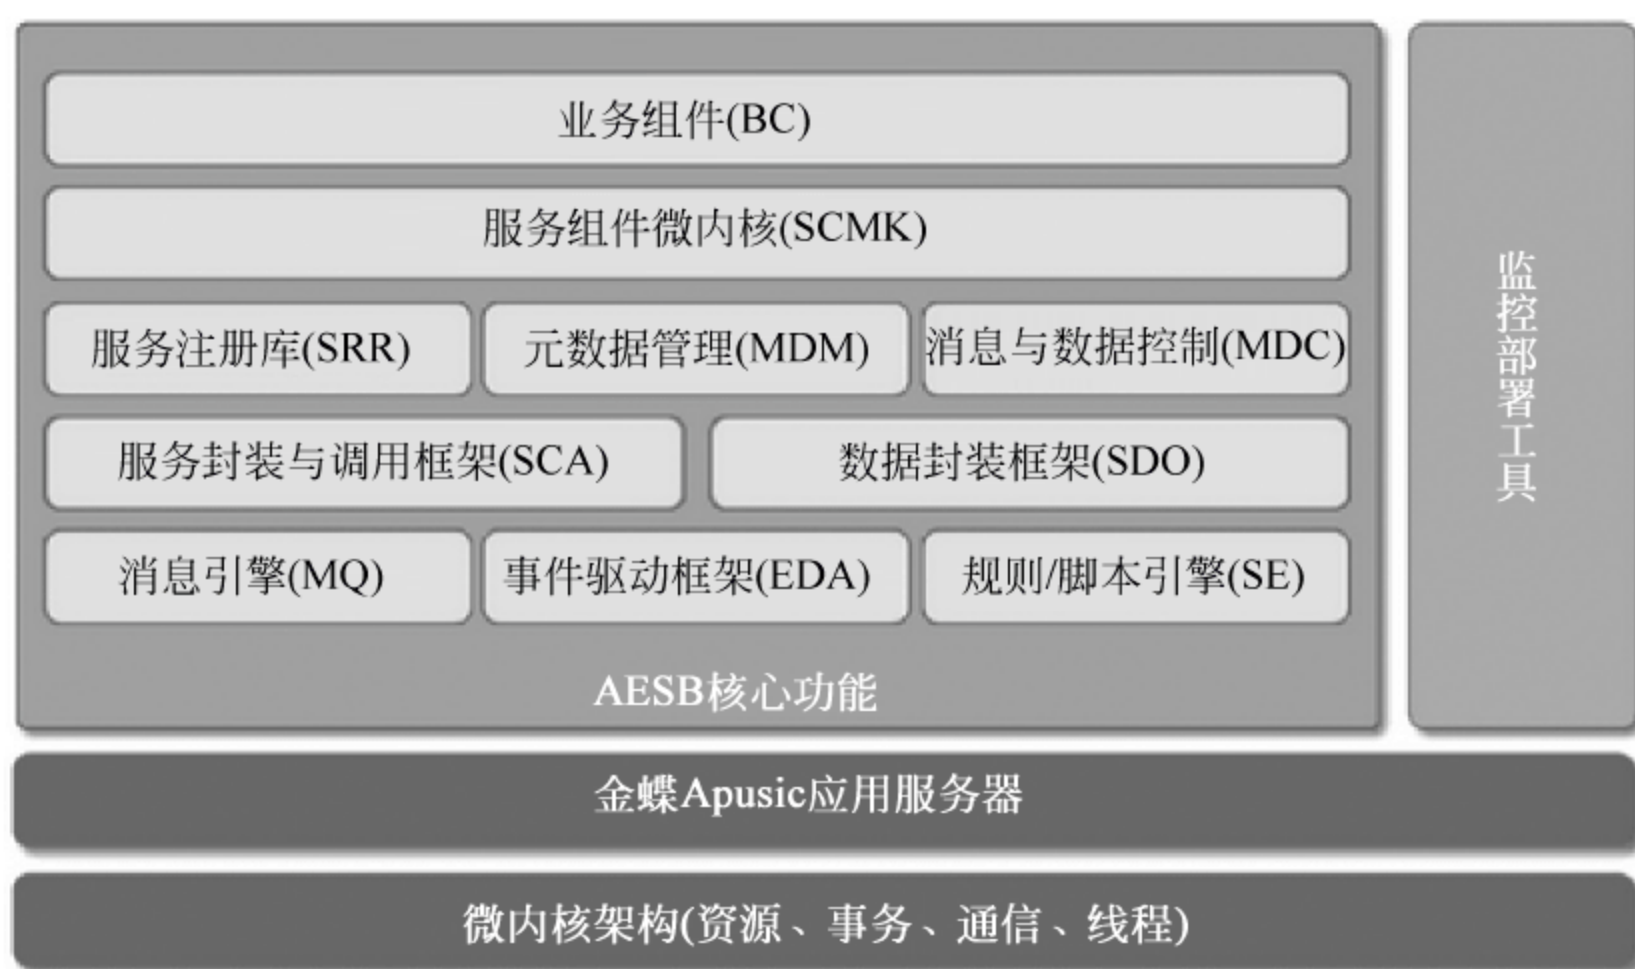 业务组件(BC)
服务组件微内核(SCMK)
服务注册库(SRR)
元数据管理(MDM)
消息与数据控制(MDC)
服务封装与调用框架(SCA)
数据封装框架(SDO)
消息引擎(MQ)
事件驱动框架(EDA)
规则/脚本引擎(SE)
AESB核心功能
监控部署工具
金蝶Apusic应用服务器
微内核架构(资源、事务、通信、线程)